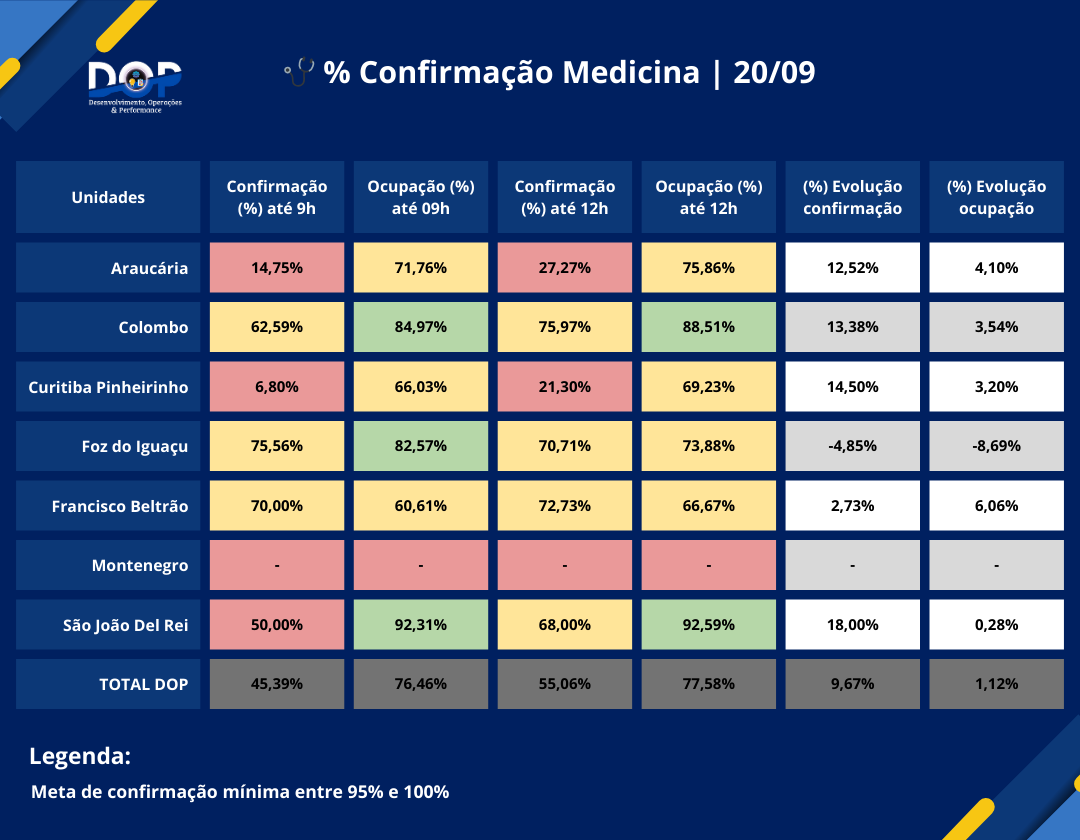 DOP
Desenvolvimento, Operações
& Performance
% Confirmação Medicina | 20/09
Unidades
Confirmação
(%) até 9h
Ocupação (%)
até 09h
Confirmação
(%) até 12h
Ocupação (%)
até 12h
(%) Evolução
confirmação
(%) Evolução
ocupação
Araucária 14,75% 71,76% 27,27% 75,86% 12,52% 4,10%
Colombo 62,59% 84,97% 75,97% 88,51% 13,38% 3,54%
Curitiba Pinheirinho 6,80% 66,03% 21,30% 69,23% 14,50% 3,20%
Foz do Iguaçu 75,56% 82,57% 70,71% 73,88% -4,85% -8,69%
Francisco Beltrão 70,00% 60,61% 72,73% 66,67% 2,73% 6,06%
Montenegro - - - - - -
São João Del Rei 50,00% 92,31% 68,00% 92,59% 18,00% 0,28%
TOTAL DOP 45,39% 76,46% 55,06% 77,58% 9,67% 1,12%
Legenda:
Meta de confirmação mínima entre 95% e 100%